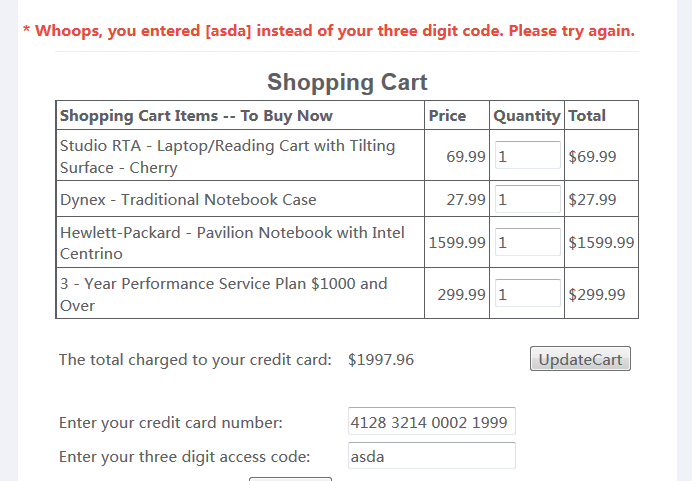 * Whoops, you entered [asda] instead of your three digit code. Please try again.
Shopping Cart
Shopping Cart Items -- To Buy Now Price Quantity Total
Studio RTA - Laptop/Reading Cart with Tilting
Surface - Cherry 69.99 1 $69.99
Dynex - Traditional Notebook Case 27.99 1 $27.99
Hewlett-Packard - Pavilion Notebook with Intel
Centrino 1599.99 1 $1599.99
3 - Year Performance Service Plan $1000 and
Over 299.99 1 $299.99
The total charged to your credit card: $1997.96 UpdateCart
Enter your credit card number: 4128 3214 0002 1999
Enter your three digit access code: asda